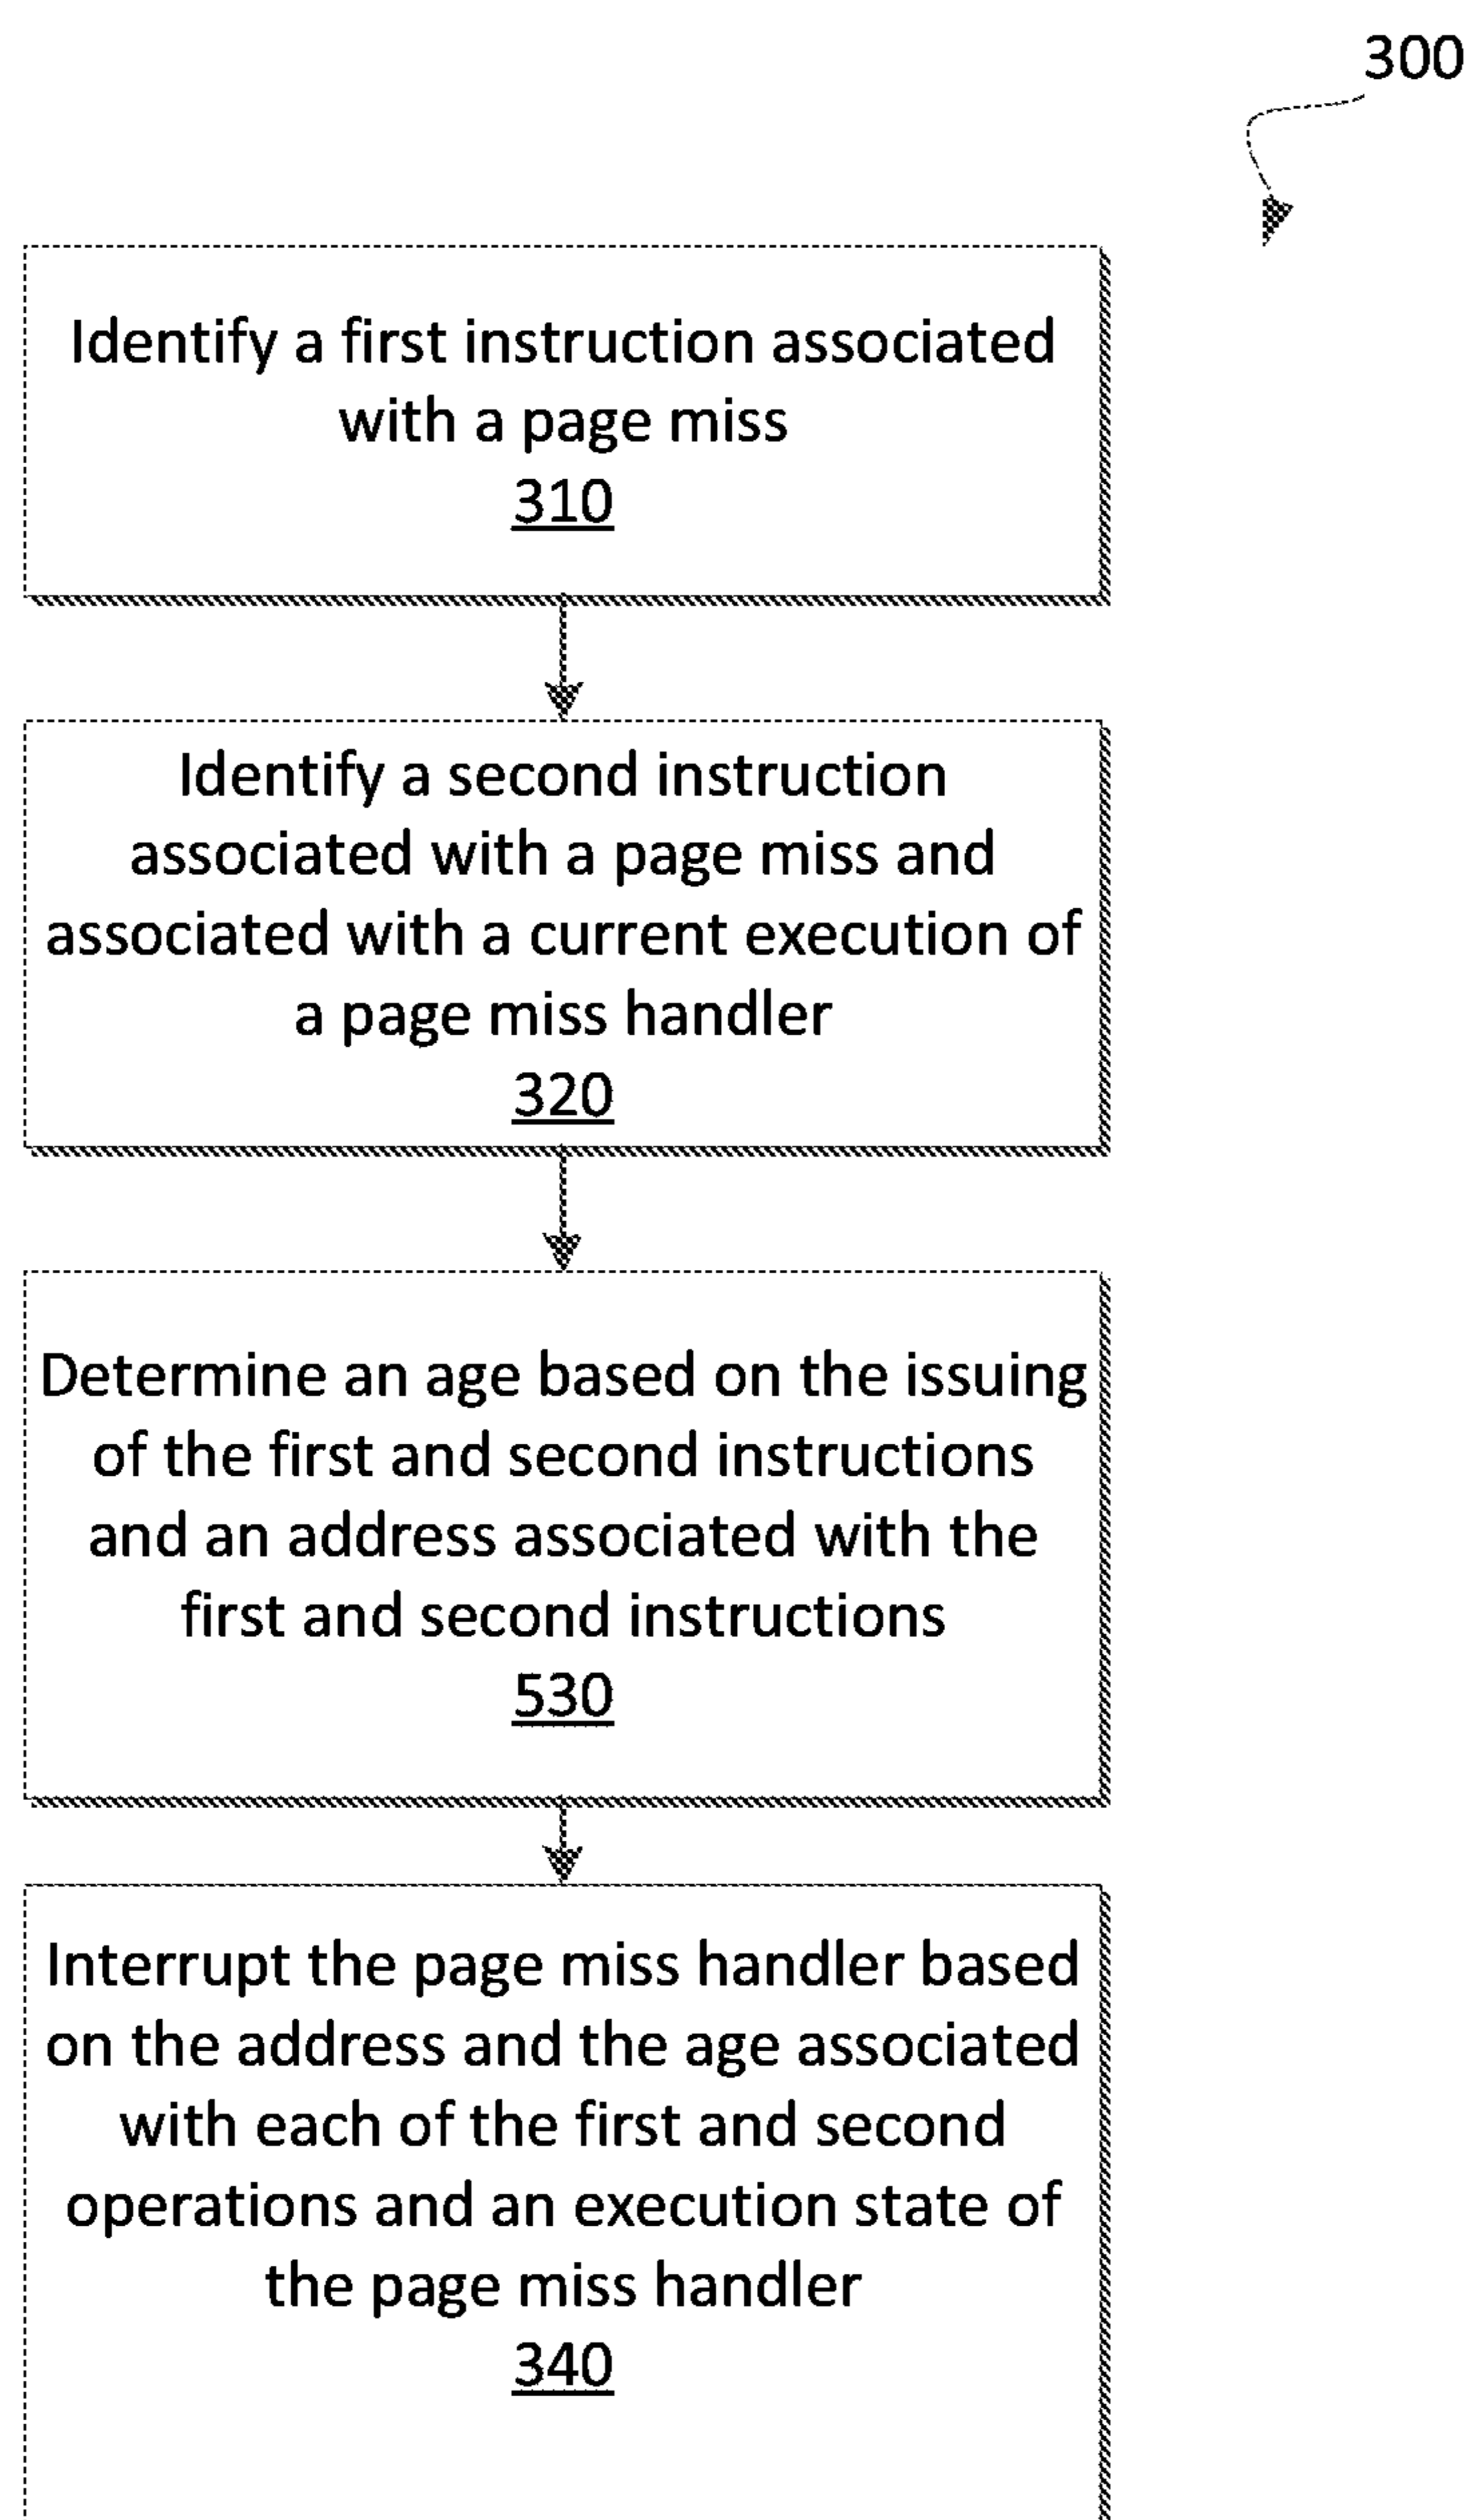 300
Identify a first instruction associated
with a page miss
310
Identify a second instruction
associated with a page miss and
associated with a current execution of
a page miss handler
320
Determine an age based on the issuing
of the first and second instructions
and an address associated with the
first and second instructions
530
Interrupt the page miss handler based
on the address and the age associated
with each of the first and second
operations and an execution state of
the page miss handler
340